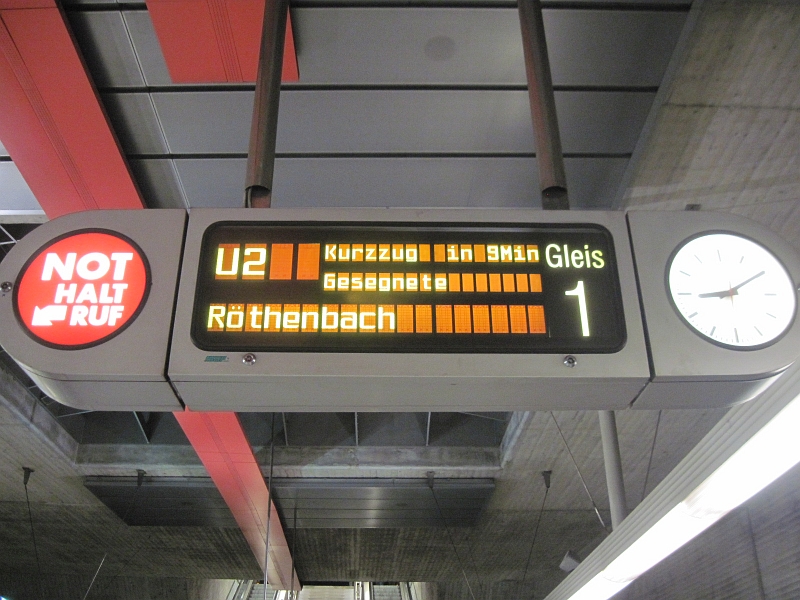 NOT
HALT
RUF
U2
Kurzzug in 9Min
Gesegnete
Röthenbach
Gleis
1